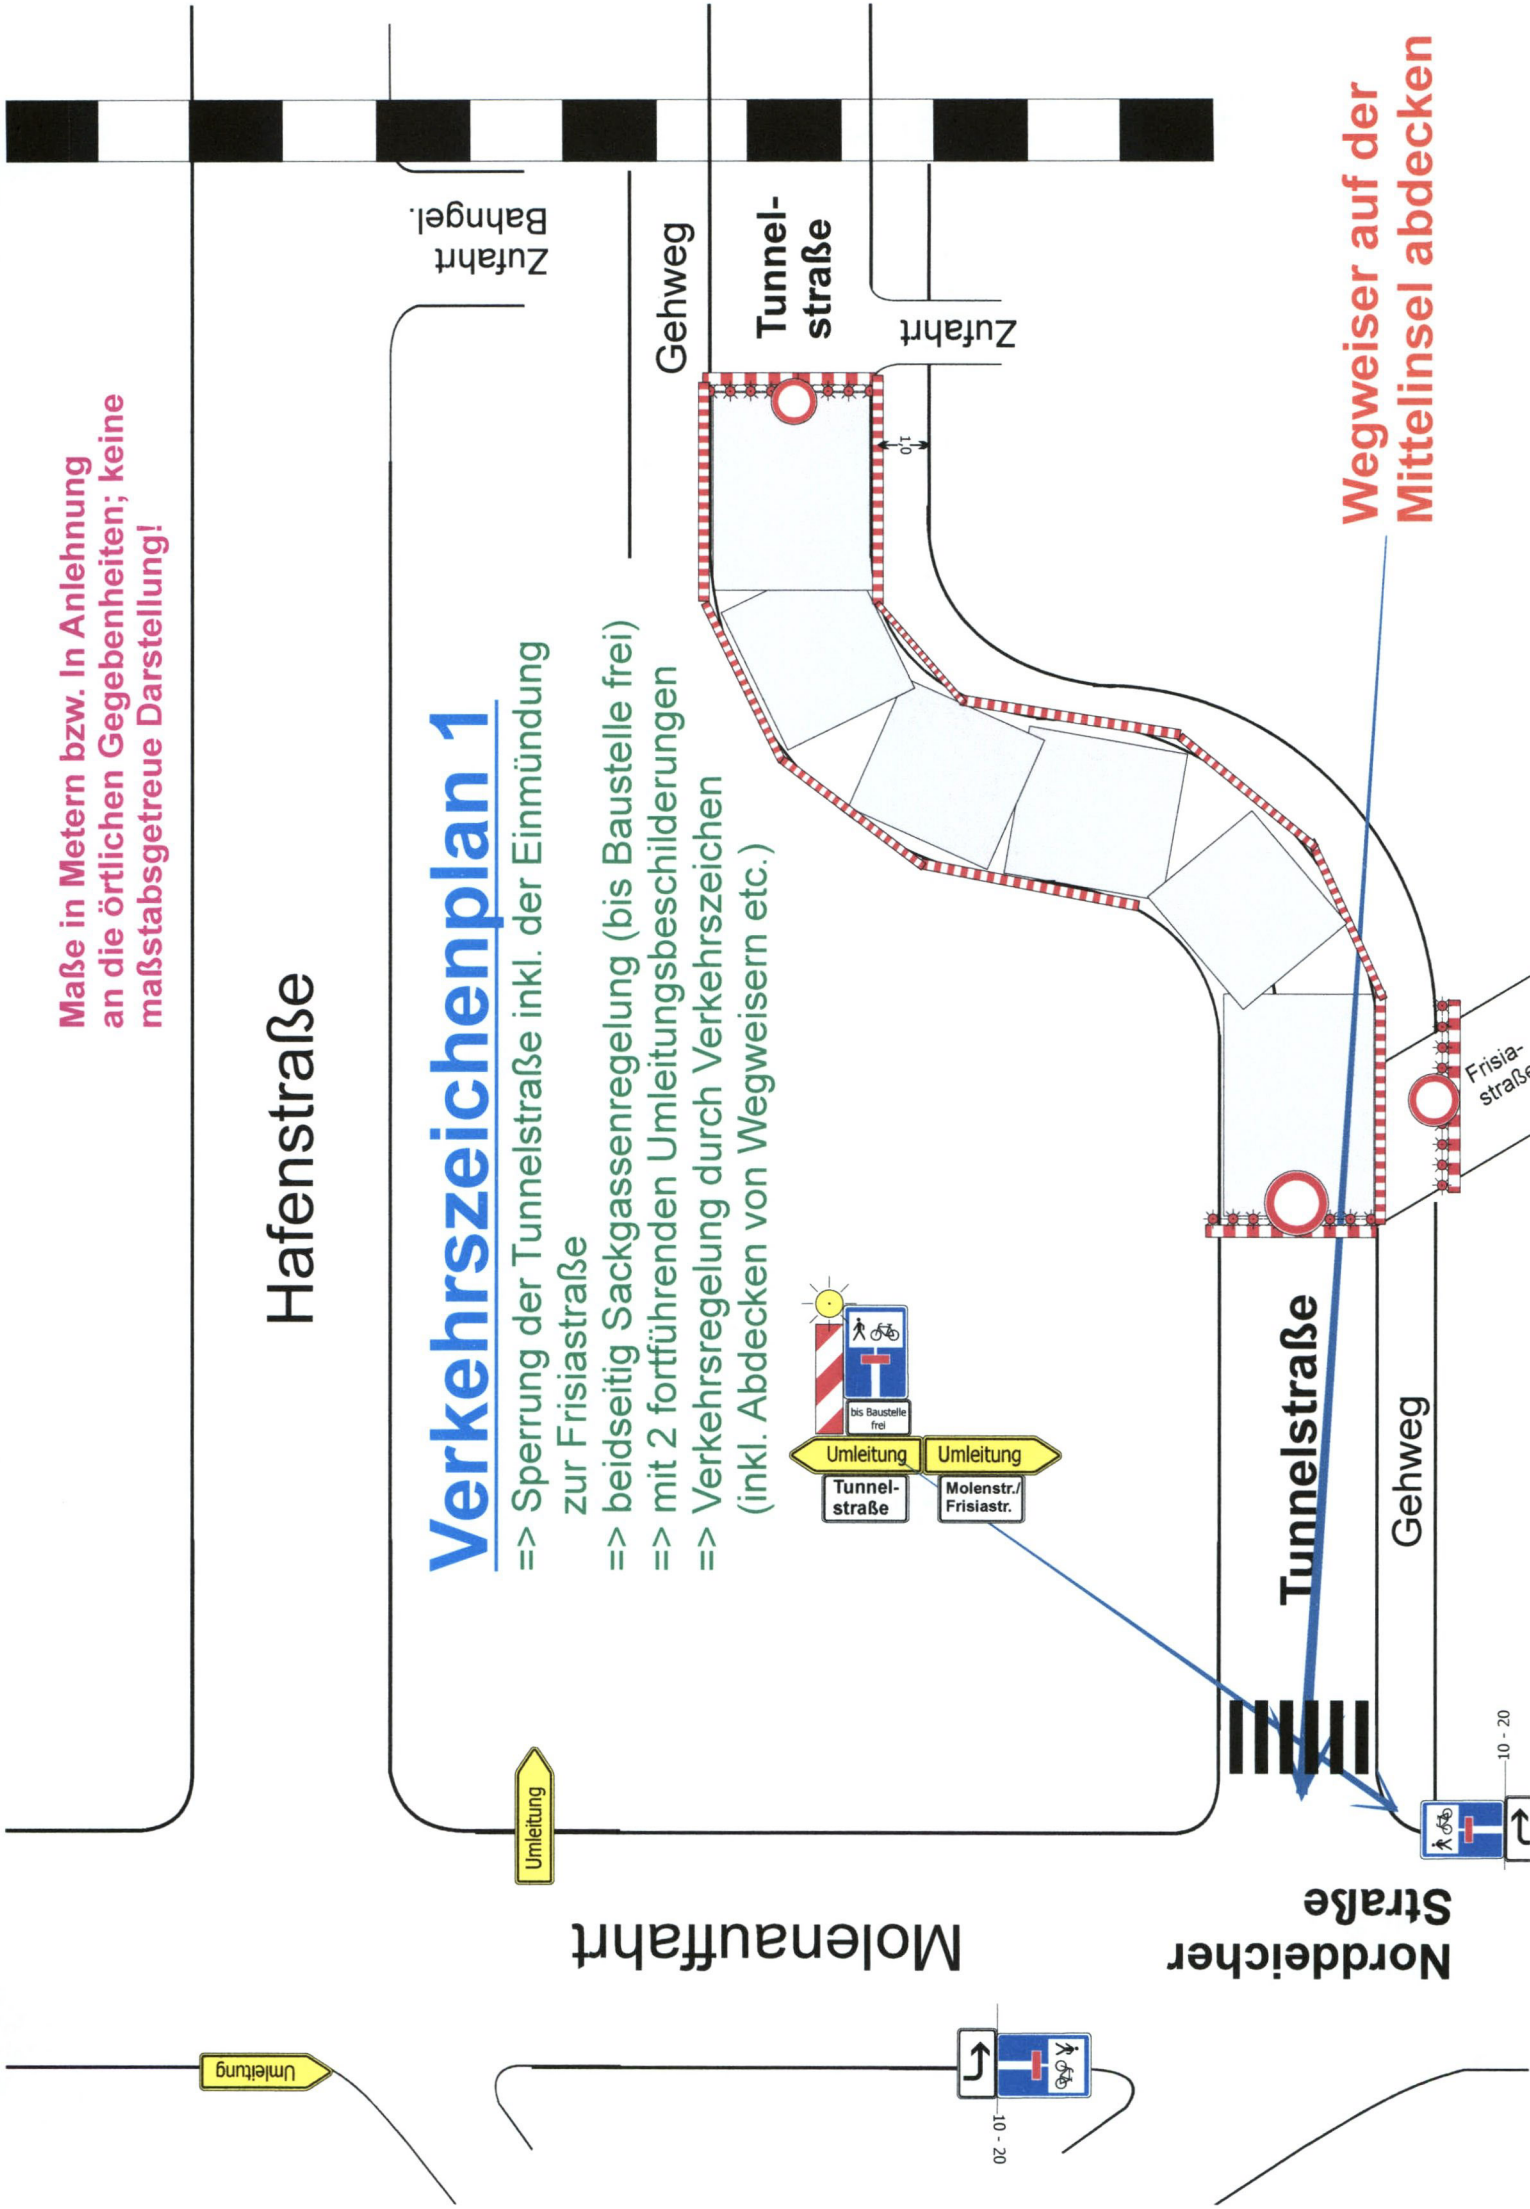 Maße in Metern bzw. In Anlehnung
an die örtlichen Gegebenheiten; keine
maßstabsgetreue Darstellung!
Hafenstraße
Zufahrt
Bahngel.
Verkehrszeichenplan 1
=> Sperrung der Tunnelstraße inkl. der Einmündung
zur Frisiastraße
=> beidseitig Sackgassenregelung (bis Baustelle frei)
=> mit 2 fortführenden Umleitungsbeschilderungen
=> Verkehrsregelung durch Verkehrszeichen
(inkl. Abdecken von Wegweisern etc.)
Gehweg
Tunnel-
straße
Zufahrt
1,0
Wegweiser auf der
Mittelinsel abdecken
bis Baustelle
frei
Umleitung
Umleitung
Tunnel-
straße
Molenstr./
Frisiastr.
Umleitung
Umleitung
Molenauffahrt
Tunnelstraße
Gehweg
Frisia-
straße
Norddeicher
Straße
10 - 20
10 - 20